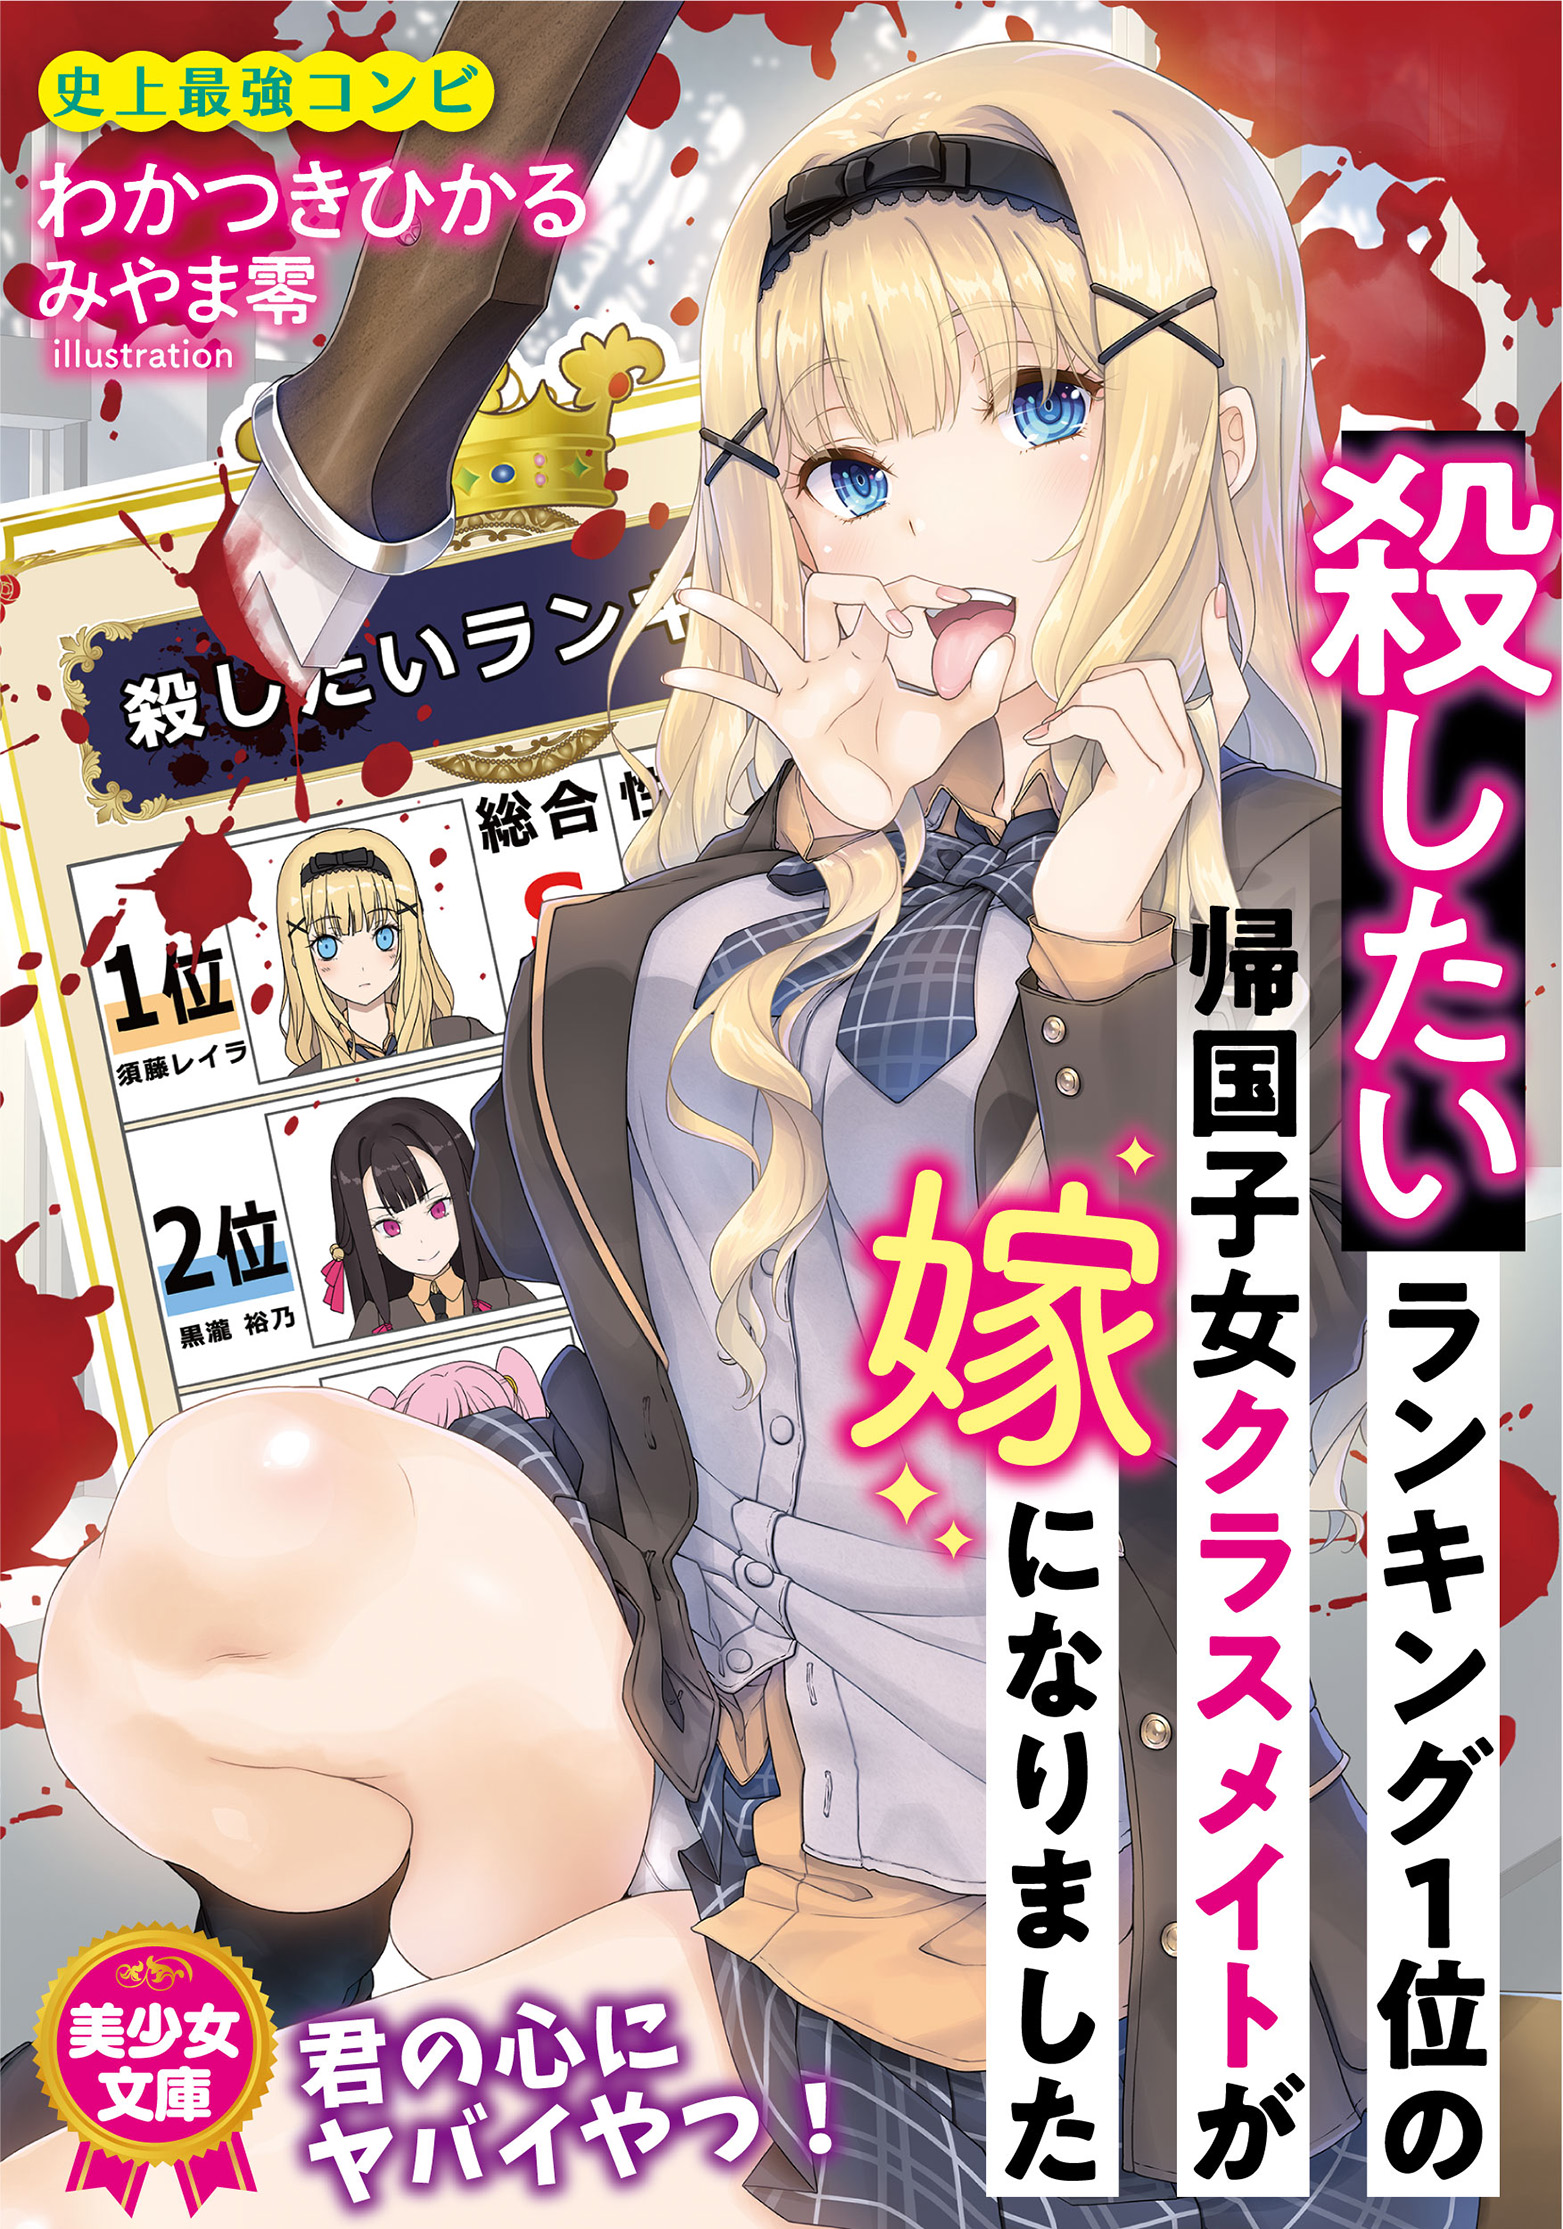 史上最強コンビ
わかつきひかる
みやま零
illustration
殺したい
ランキング1位の
帰国子女クラスメイトが
嫁
になりました
殺したいランキ
総合
1位
須藤レイラ
2位
黒瀧 裕乃
君の心に
ヤバイやつ!
美少女
文庫